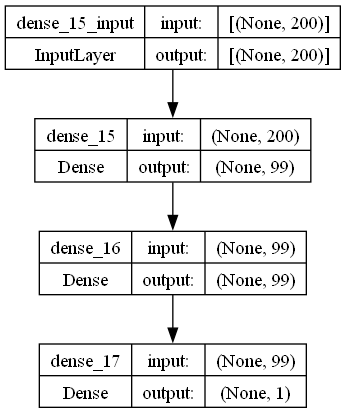 dense_15_input input: [(None, 200)]
InputLayer output: [(None, 200)]
dense_15 input: (None, 200)
Dense output: (None, 99)
dense_16 input: (None, 99)
Dense output: (None, 99)
dense_17 input: (None, 99)
Dense output: (None, 1)